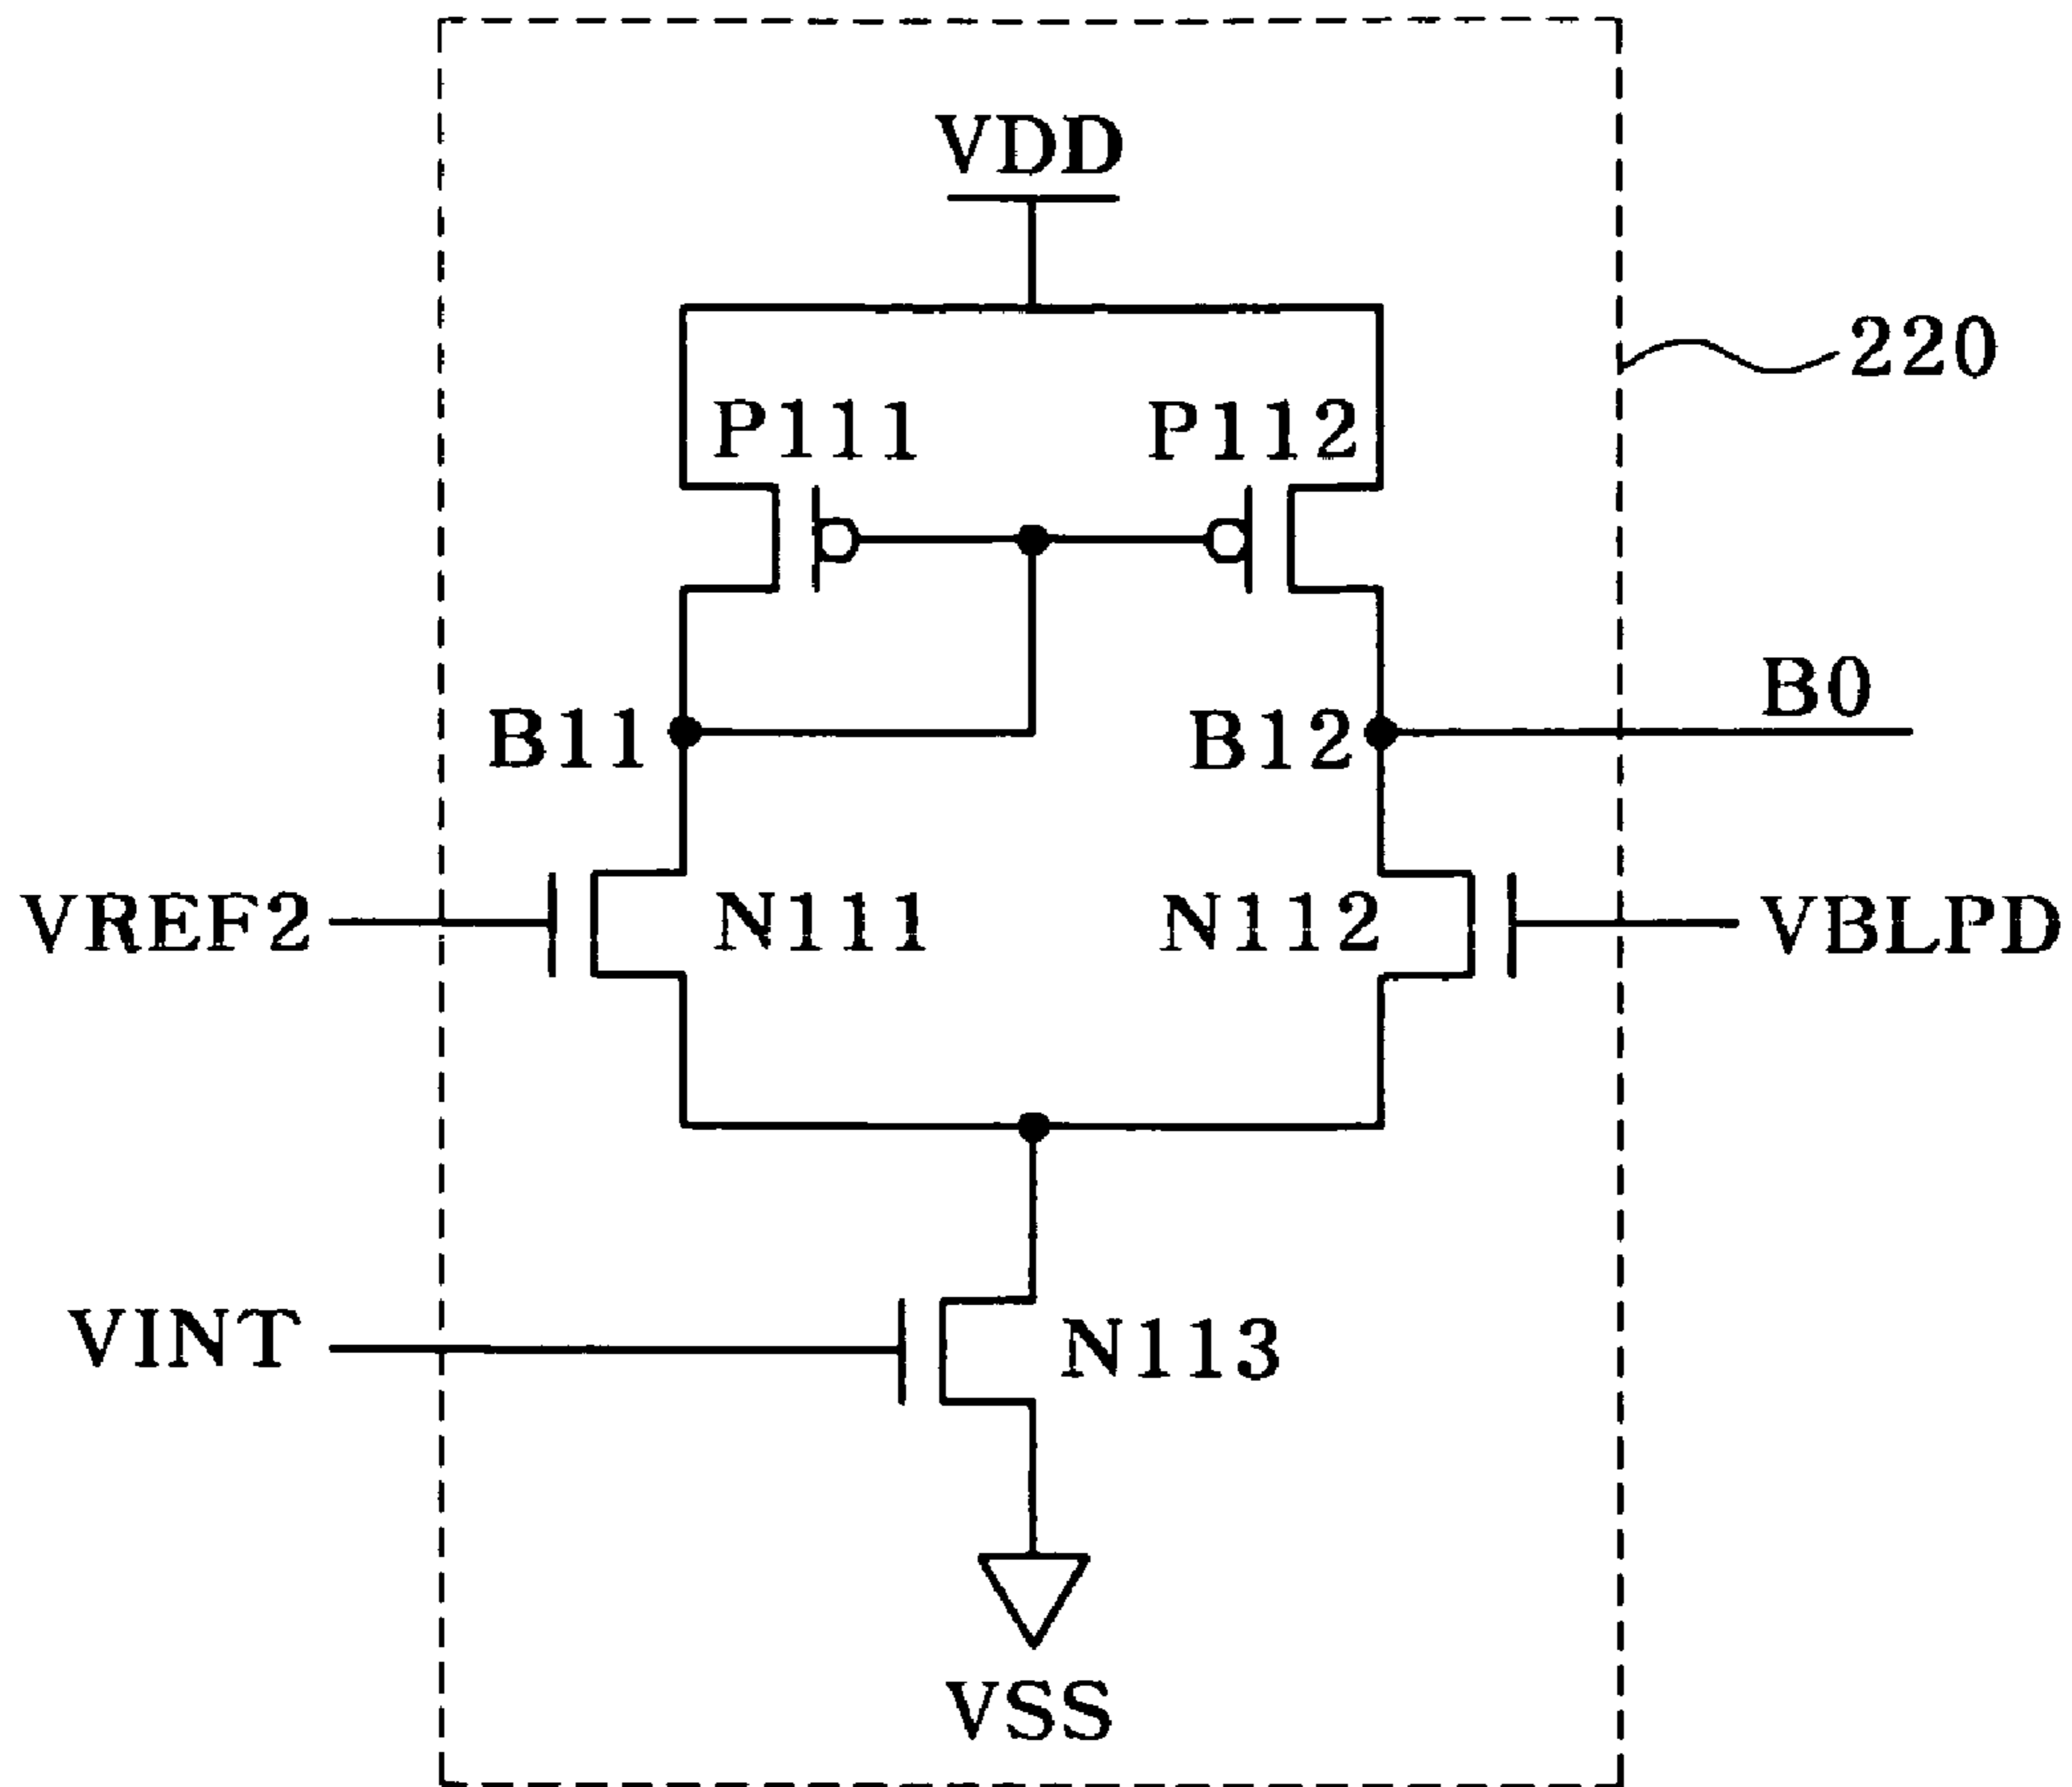 VDD
220
P111
P112
B0
B11
B12
VREF2
N111
N112
VBLPD
VINT
N113
VSS